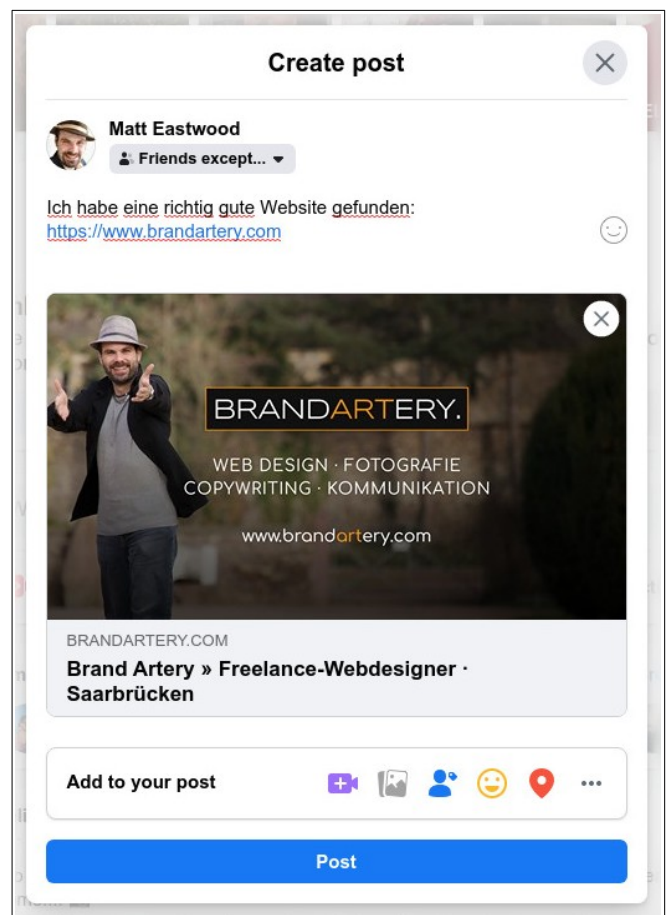 Create post
Matt Eastwood
Friends except...
Ich habe eine richtig gute Website gefunden:
https://www.brandartery.com
BRANDARTERY.
WEB DESIGN · FOTOGRAFIE
COPYWRITING · KOMMUNIKATION
www.brandartery.com
BRANDARTERY.COM
Brand Artery » Freelance-Webdesigner ·
Saarbrücken
Add to your post
Post